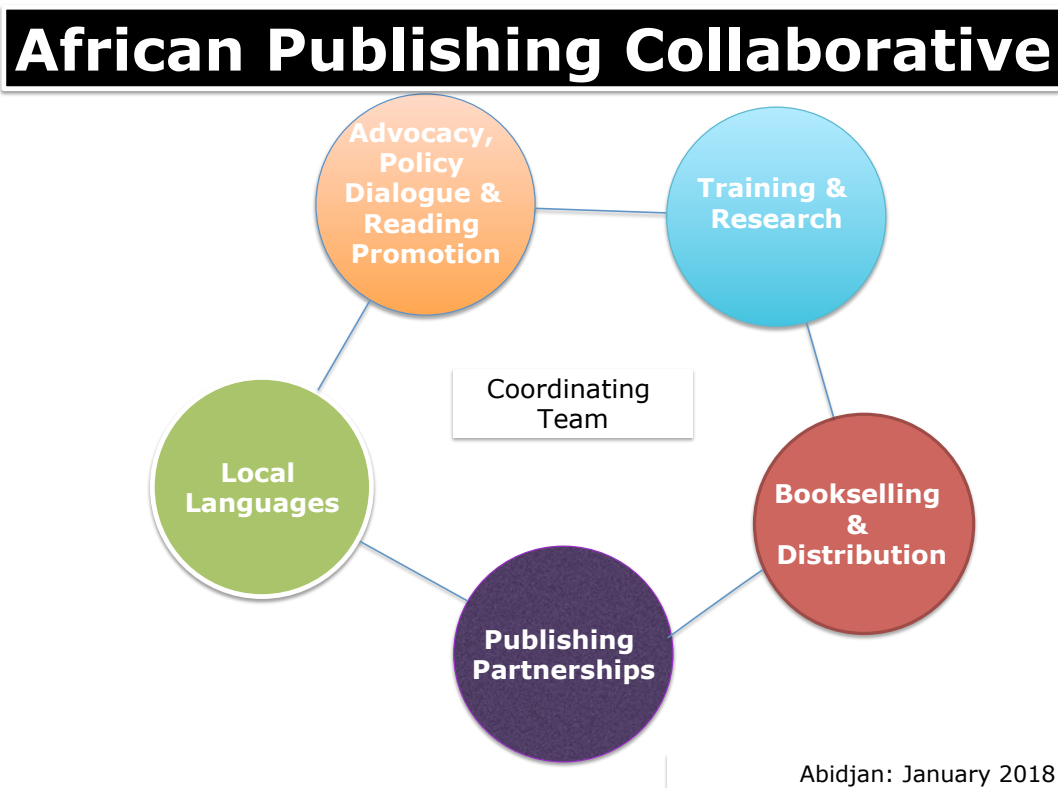 African Publishing Collaborative
Advocacy,
Policy
Dialogue &
Reading
Promotion
Training &
Research
Coordinating
Team
Local
Languages
Bookselling
&
Distribution
Publishing
Partnerships
Abidjan: January 2018